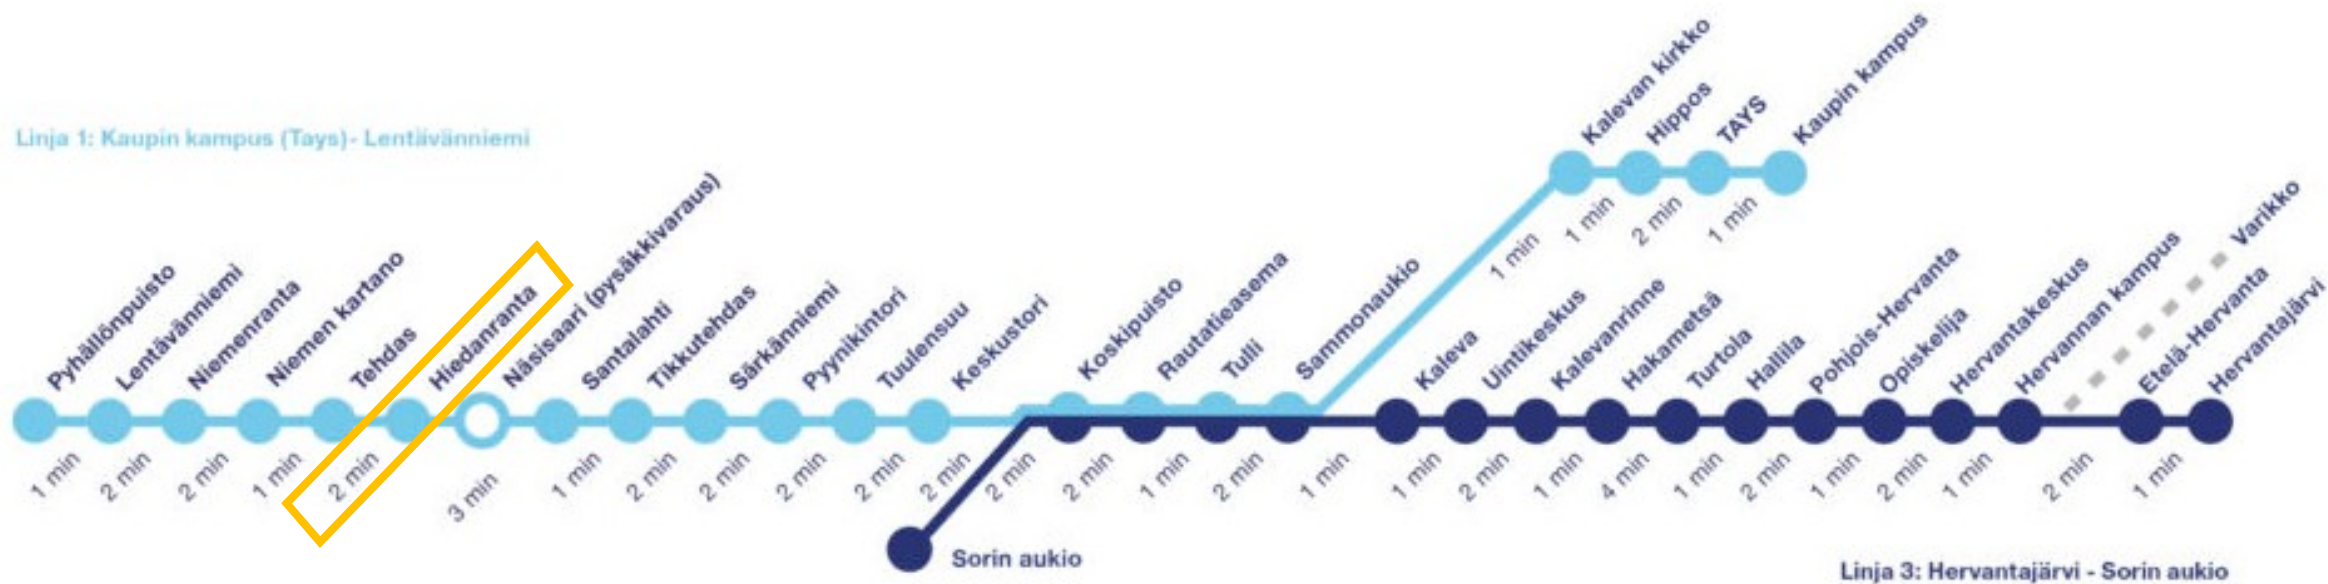 Linja 1: Kaupin kampus (Tays)- Lentävänniemi
Pyhällönpuisto
Lentävänniemi
Niemenranta
Niemen kartano
Tehdas
Hiedanranta
Näsisaari (pysäkkivaraus)
Santalahti
Tikkutehdas
Särkänniemi
Pyynikintori
Tuulensuu
Keskustori
Koskipuisto
Rautatieasema
Tulli
Sammonaukio
Kalevan kirkko
Hippos
TAYS
Kaupin kampus
1 min
1 min
2 min
1 min
Kaleva
Uintikeskus
Kalevanrinne
Hakametsä
Turtola
Hallila
Pohjois-Hervanta
Opiskelija
Hervantakeskus
Hervannan kampus
Varikko
Etelä-Hervanta
Hervantajärvi
1 min
2 min
2 min
1 min
2 min
3 min
1 min
2 min
2 min
2 min
2 min
2 min
2 min
2 min
1 min
2 min
1 min
1 min
2 min
1 min
4 min
1 min
2 min
1 min
2 min
1 min
2 min
1 min
Sorin aukio
Linja 3: Hervantajärvi - Sorin aukio